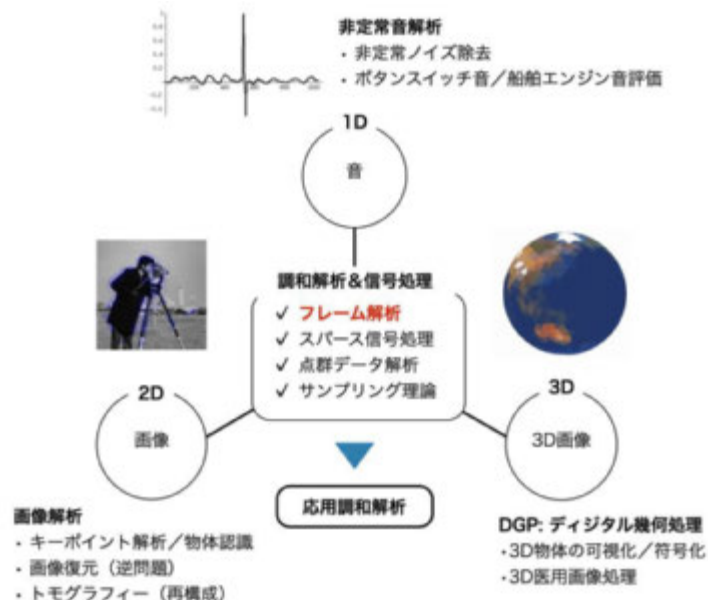 非定常音解析
・非定常ノイズ除去
・ボタンスイッチ音／船舶エンジン音評価
1D
音
調和解析＆信号処理
✓ フレーム解析
✓ スパース信号処理
✓ 点群データ解析
✓ サンプリング理論
2D
画像
3D
3D画像
応用調和解析
画像解析
・キーポイント解析／物体認識
・画像復元（逆問題）
・トモグラフィー（再構成）
DGP: ディジタル幾何処理
・3D物体の可視化／符号化
・3D医用画像処理